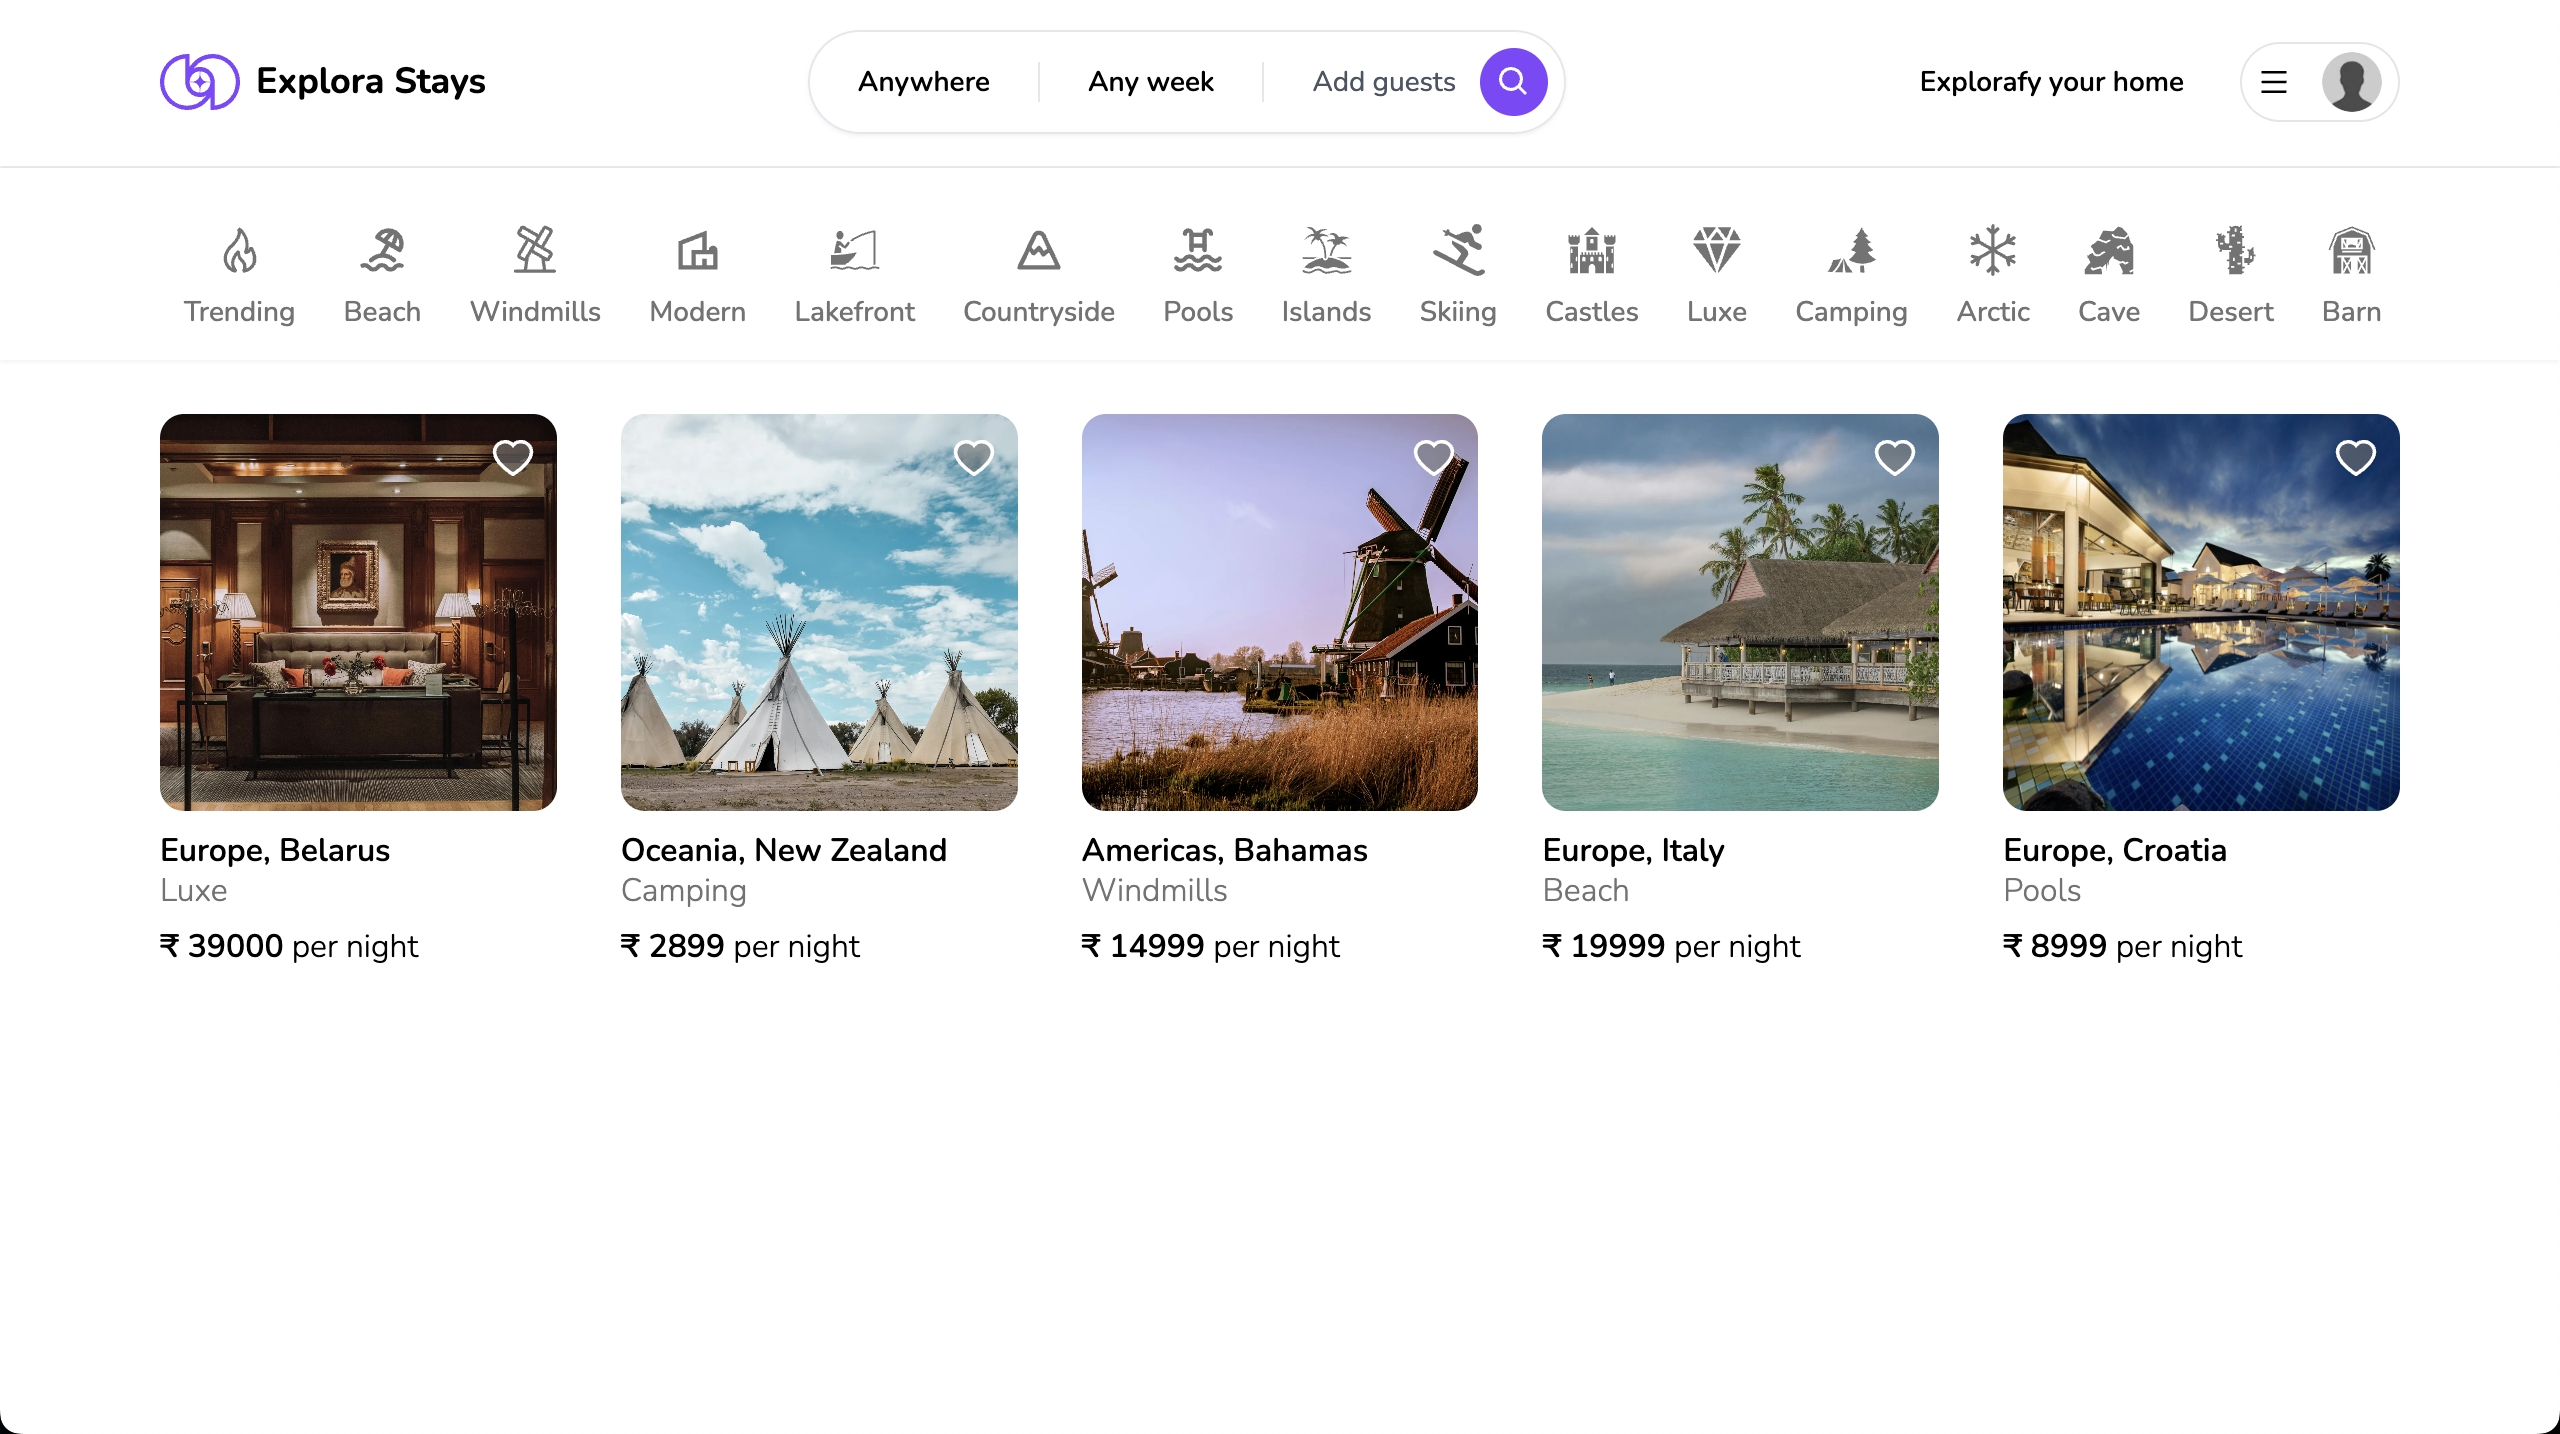 Explora Stays
Anywhere
Any week
Add guests
Explorafy your home
Trending
Beach
Windmills
Modern
Lakefront
Countryside
Pools
Islands
Skiing
Castles
Luxe
Camping
Arctic
Cave
Desert
Barn
Europe, Belarus
Luxe
₹ 39000 per night
Oceania, New Zealand
Camping
₹ 2899 per night
Americas, Bahamas
Windmills
₹ 14999 per night
Europe, Italy
Beach
₹ 19999 per night
Europe, Croatia
Pools
₹ 8999 per night